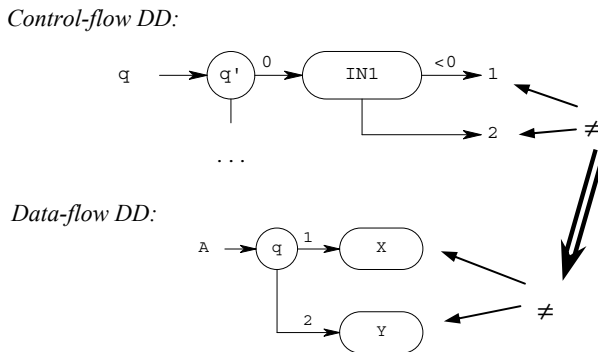 Control-flow DD:
q q' 0 IN1 <0 1
2 ≠
...
Data-flow DD:
A q 1 X
≠
2 Y